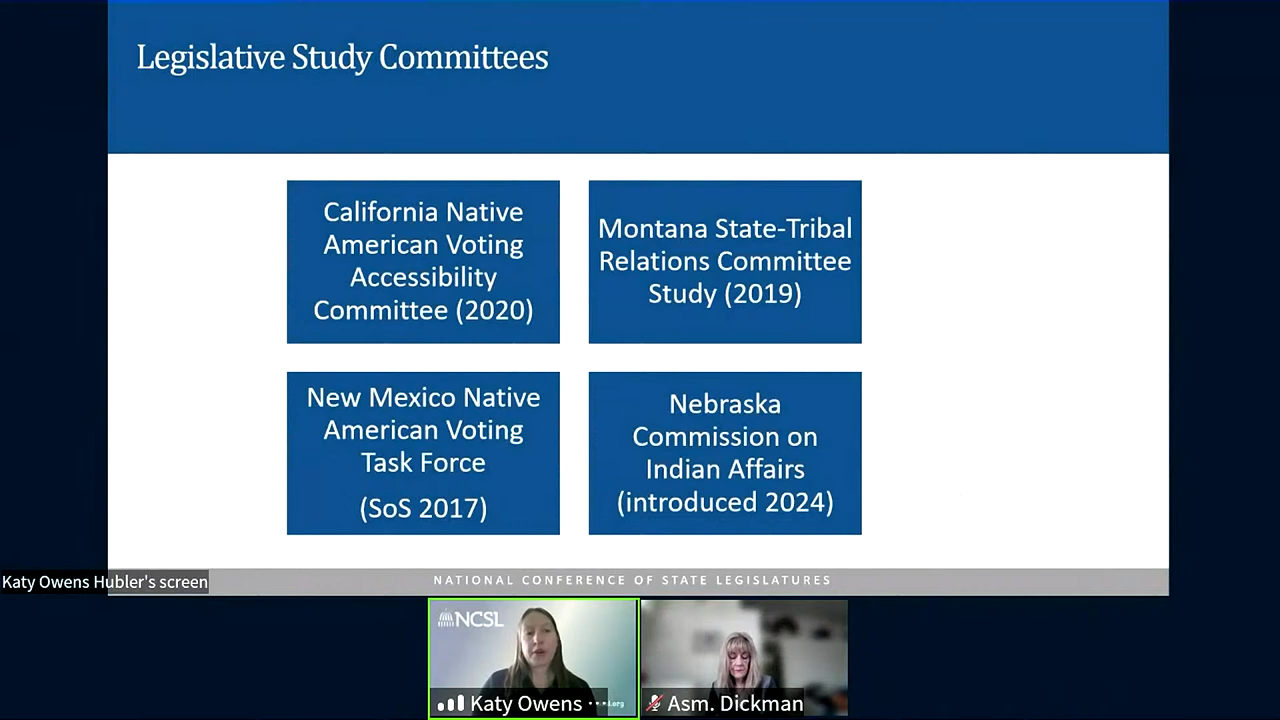 Legislative Study Committees
California Native
American Voting
Accessibility
Committee (2020)
Montana State-Tribal
Relations Committee
Study (2019)
New Mexico Native
American Voting
Task Force
(SoS 2017)
Nebraska
Commission on
Indian Affairs
(introduced 2024)
NATIONAL CONFERENCE OF STATE LEGISLATURES
Katy Owens Hubler's screen
NCSL
Katy Owens ···
.org
Asm. Dickman